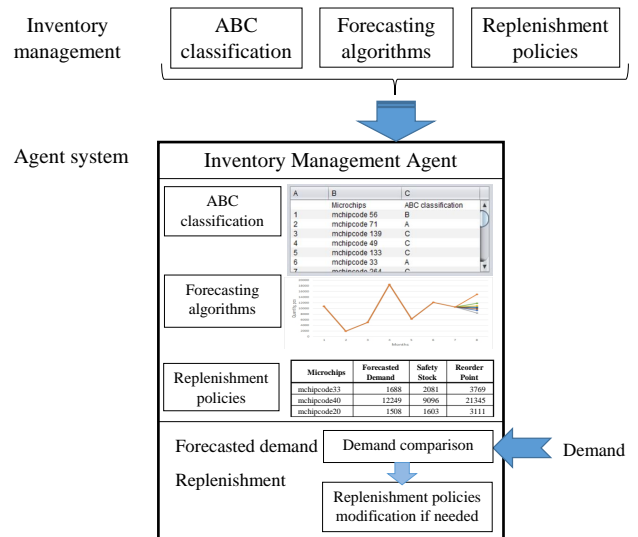 Inventory management
ABC classification
Forecasting algorithms
Replenishment policies
Agent system
Inventory Management Agent
ABC classification
A B C
Microchips ABC classification
1 mchipcode 56 B
2 mchipcode 71 A
3 mchipcode 139 C
4 mchipcode 49 C
5 mchipcode 133 C
6 mchipcode 33 A
7 mchipcode 264 C
Forecasting algorithms
Replenishment policies
Microchips Forecasted Demand Safety Stock Reorder Point
mchipcode33 1688 2081 3769
mchipcode40 12249 9096 21345
mchipcode20 1508 1603 3111
Forecasted demand
Demand comparison
Demand
Replenishment
Replenishment policies modification if needed